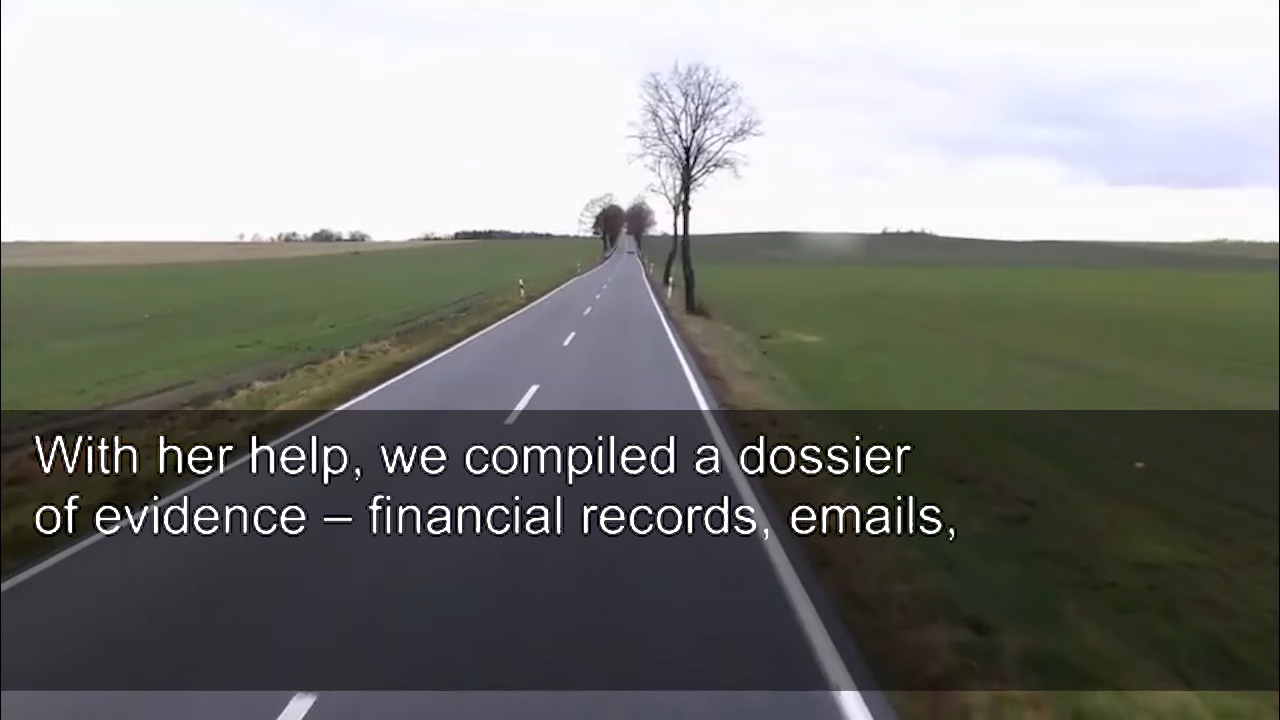 With her help, we compiled a dossier
of evidence – financial records, emails,